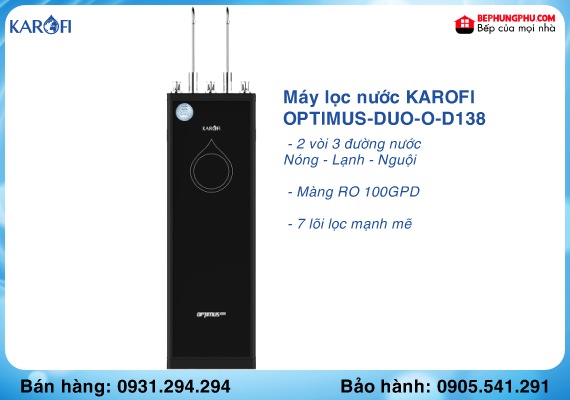 KAROFI
BEPHUNGPHU.COM
Bếp của mọi nhà
Máy lọc nước KAROFI
OPTIMUS-DUO-O-D138
- 2 vòi 3 đường nước
Nóng - Lạnh - Nguội
- Màng RO 100GPD
- 7 lõi lọc mạnh mẽ
KAROFI
OPTIMUS
Bán hàng: 0931.294.294
Bảo hành: 0905.541.291